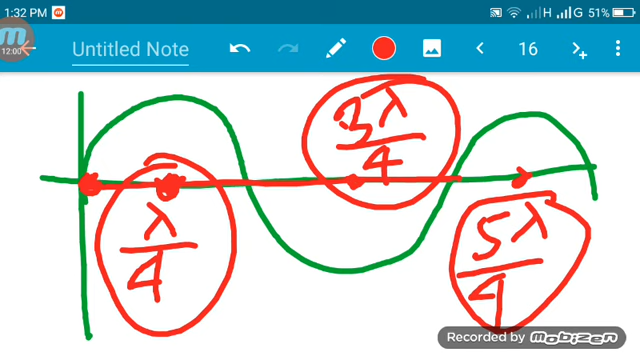 1:32 PM
H
G 51%
12:00
Untitled Note
16
3λ/4
λ/4
5λ/4
Recorded by mobizen